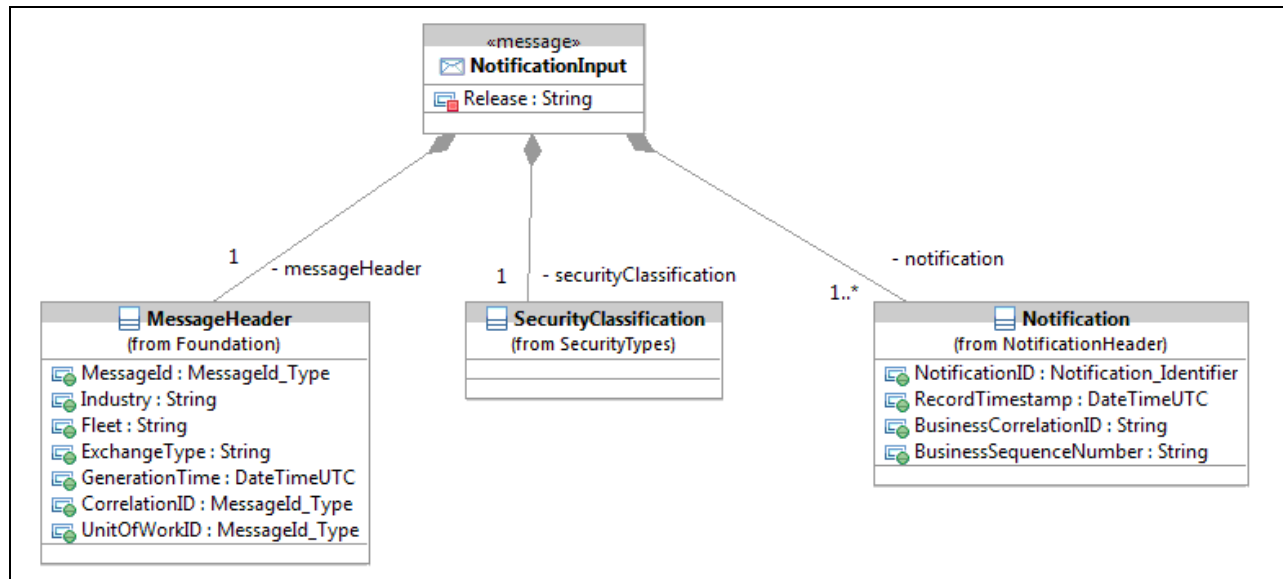 «message»
NotificationInput
Release : String
1
- messageHeader
1
- securityClassification
- notification
1..*
MessageHeader
(from Foundation)
MessageId : MessageId_Type
Industry : String
Fleet : String
ExchangeType : String
GenerationTime : DateTimeUTC
CorrelationID : MessageId_Type
UnitOfWorkID : MessageId_Type
SecurityClassification
(from SecurityTypes)
Notification
(from NotificationHeader)
NotificationID : Notification_Identifier
RecordTimestamp : DateTimeUTC
BusinessCorrelationID : String
BusinessSequenceNumber : String